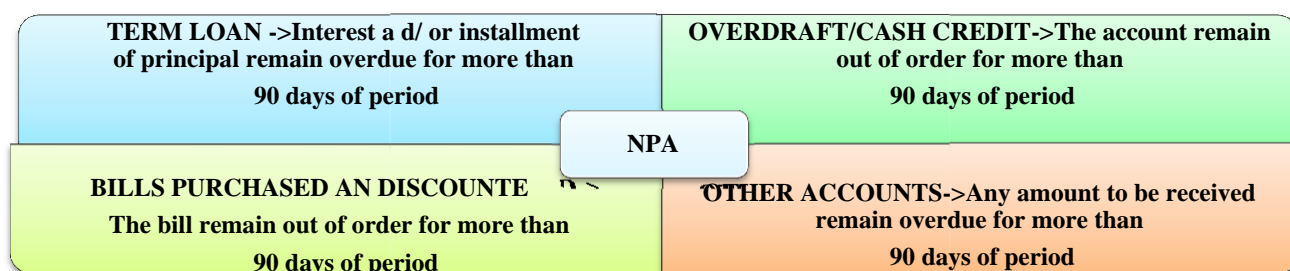 TERM LOAN ->Interest a d/ or installment
of principal remain overdue for more than
90 days of period
OVERDRAFT/CASH CREDIT->The account remain
out of order for more than
90 days of period
NPA
BILLS PURCHASED AN DISCOUNTE
The bill remain out of order for more than
90 days of period
OTHER ACCOUNTS->Any amount to be received
remain overdue for more than
90 days of period